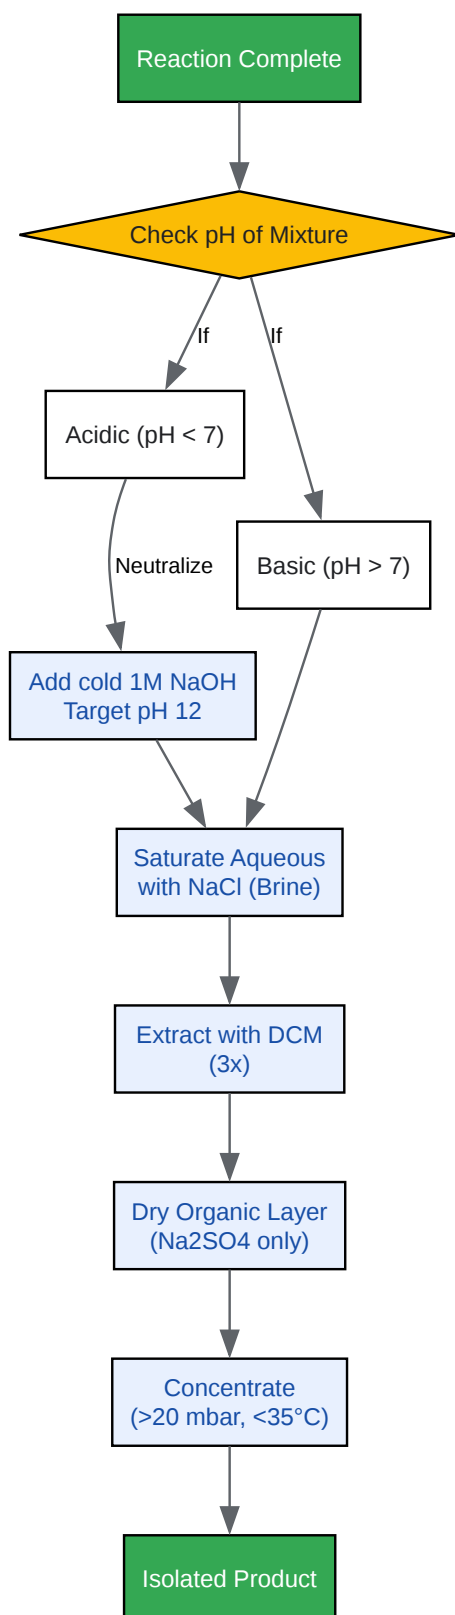 Reaction Complete
Check pH of Mixture
If
If
Acidic (pH < 7)
Neutralize
Basic (pH > 7)
Add cold 1M NaOH
Target pH 12
Saturate Aqueous
with NaCl (Brine)
Extract with DCM
(3x)
Dry Organic Layer
(Na2SO4 only)
Concentrate
(>20 mbar, <35°C)
Isolated Product